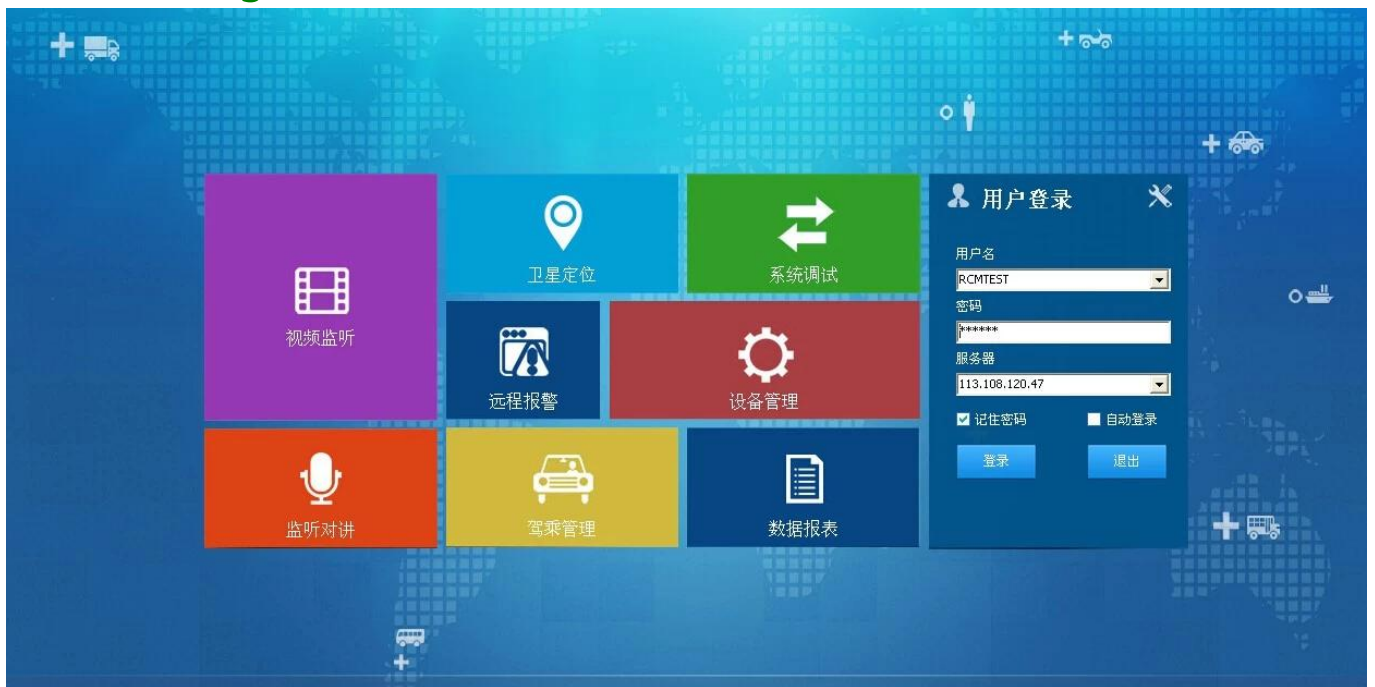 用户登录
卫星定位
系统调试
用户名
RCMTEST
密码
******
视频监听
服务器
113.108.120.47
远程报警
设备管理
记住密码
自动登录
登录
退出
监听对讲
驾乘管理
数据报表